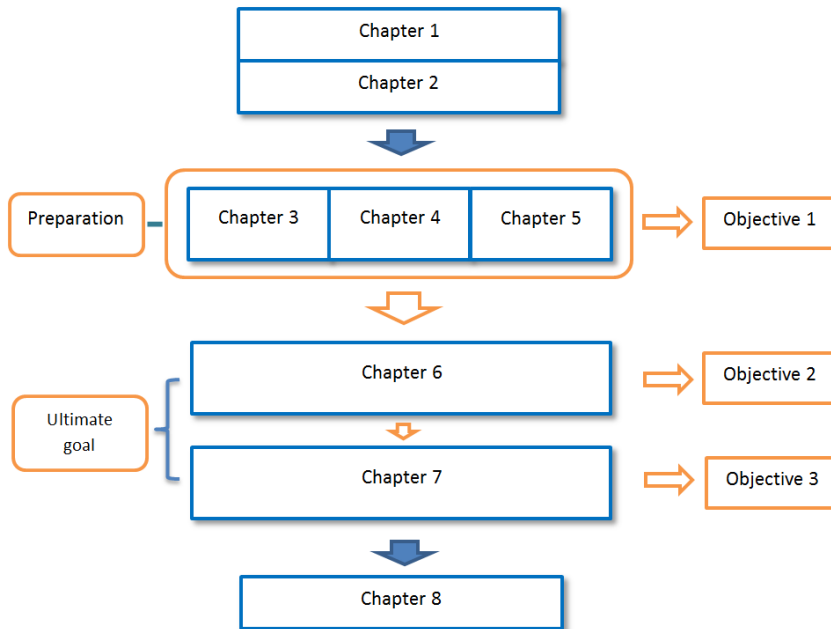 Chapter 1
Chapter 2
Preparation
Chapter 3
Chapter 4
Chapter 5
Objective 1
Chapter 6
Objective 2
Ultimate
goal
Chapter 7
Objective 3
Chapter 8